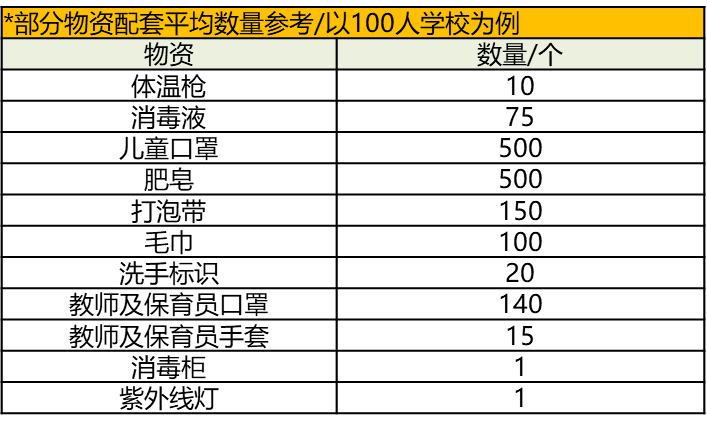 *部分物资配套平均数量参考/以100人学校为例
物资 数量/个
体温枪 10
消毒液 75
儿童口罩 500
肥皂 500
打泡带 150
毛巾 100
洗手标识 20
教师及保育员口罩 140
教师及保育员手套 15
消毒柜 1
紫外线灯 1